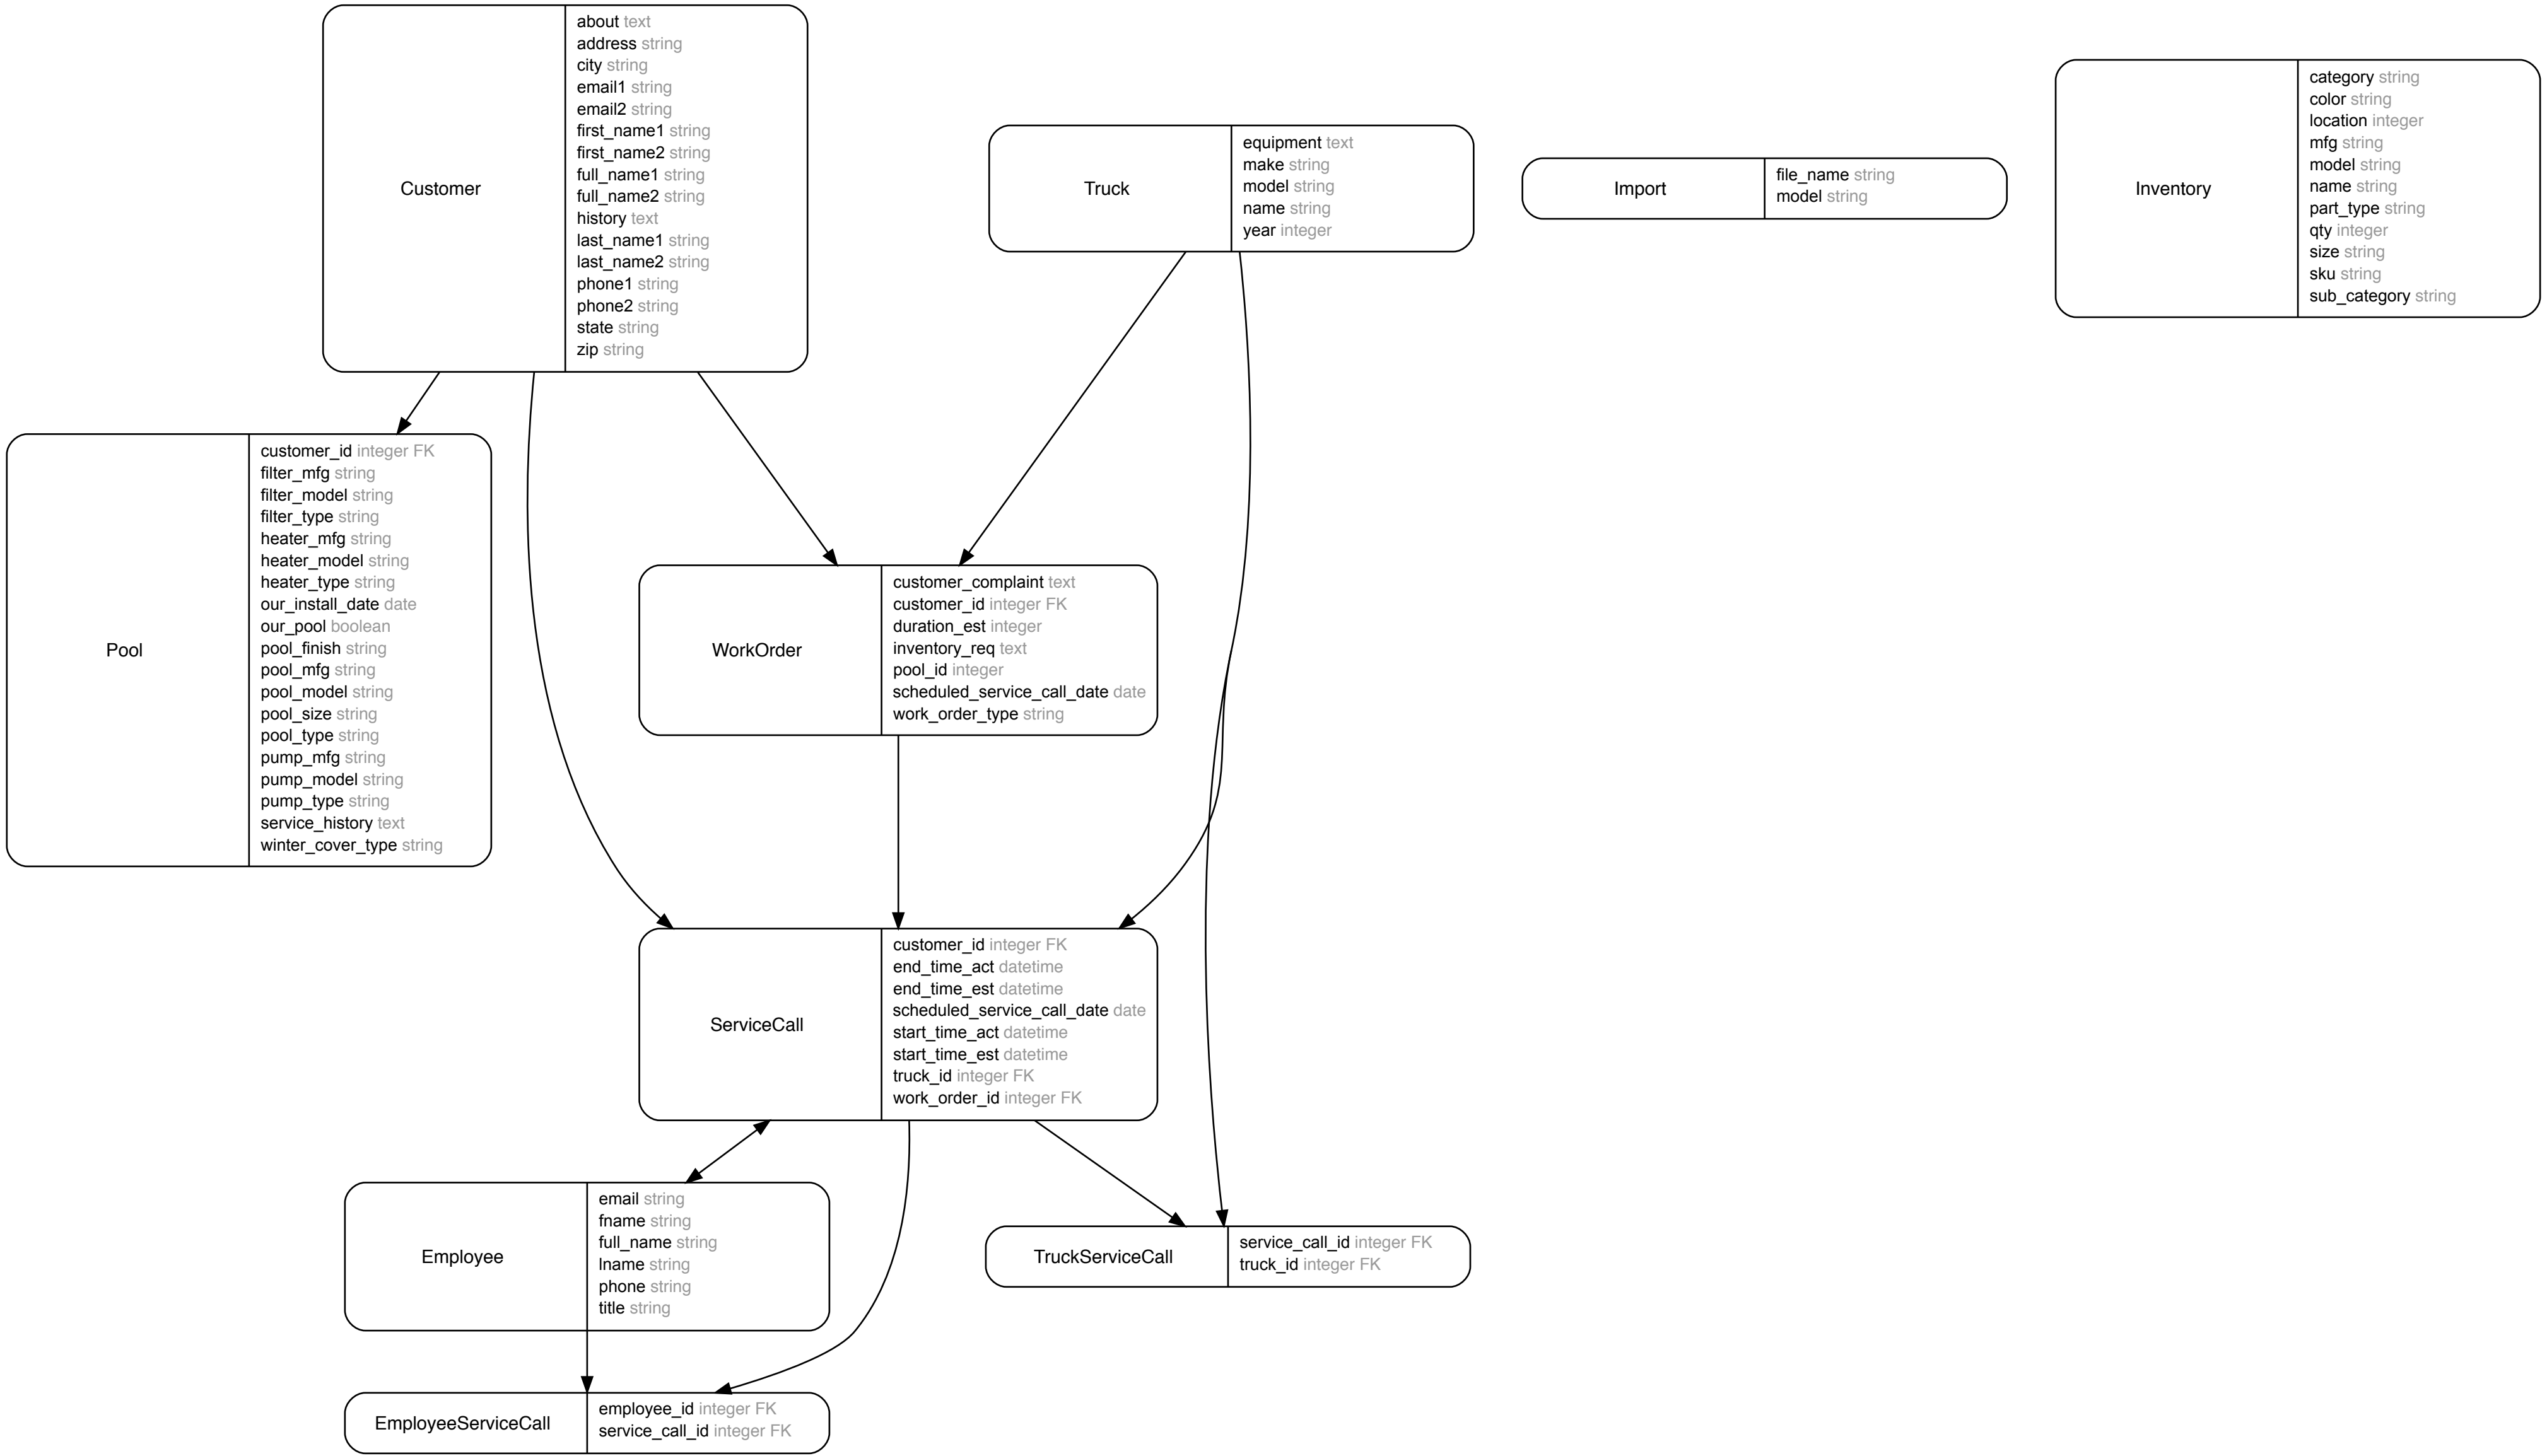 Customer
about text
address string
city string
email1 string
email2 string
first_name1 string
first_name2 string
full_name1 string
full_name2 string
history text
last_name1 string
last_name2 string
phone1 string
phone2 string
state string
zip string
Truck
equipment text
make string
model string
name string
year integer
Import
file_name string
model string
Inventory
category string
color string
location integer
mfg string
model string
name string
part_type string
qty integer
size string
sku string
sub_category string
Pool
customer_id integer FK
filter_mfg string
filter_model string
filter_type string
heater_mfg string
heater_model string
heater_type string
our_install_date date
our_pool boolean
pool_finish string
pool_mfg string
pool_model string
pool_size string
pool_type string
pump_mfg string
pump_model string
pump_type string
service_history text
winter_cover_type string
WorkOrder
customer_complaint text
customer_id integer FK
duration_est integer
inventory_req text
pool_id integer
scheduled_service_call_date date
work_order_type string
ServiceCall
customer_id integer FK
end_time_act datetime
end_time_est datetime
scheduled_service_call_date date
start_time_act datetime
start_time_est datetime
truck_id integer FK
work_order_id integer FK
Employee
email string
fname string
full_name string
lname string
phone string
title string
TruckServiceCall
service_call_id integer FK
truck_id integer FK
EmployeeServiceCall
employee_id integer FK
service_call_id integer FK